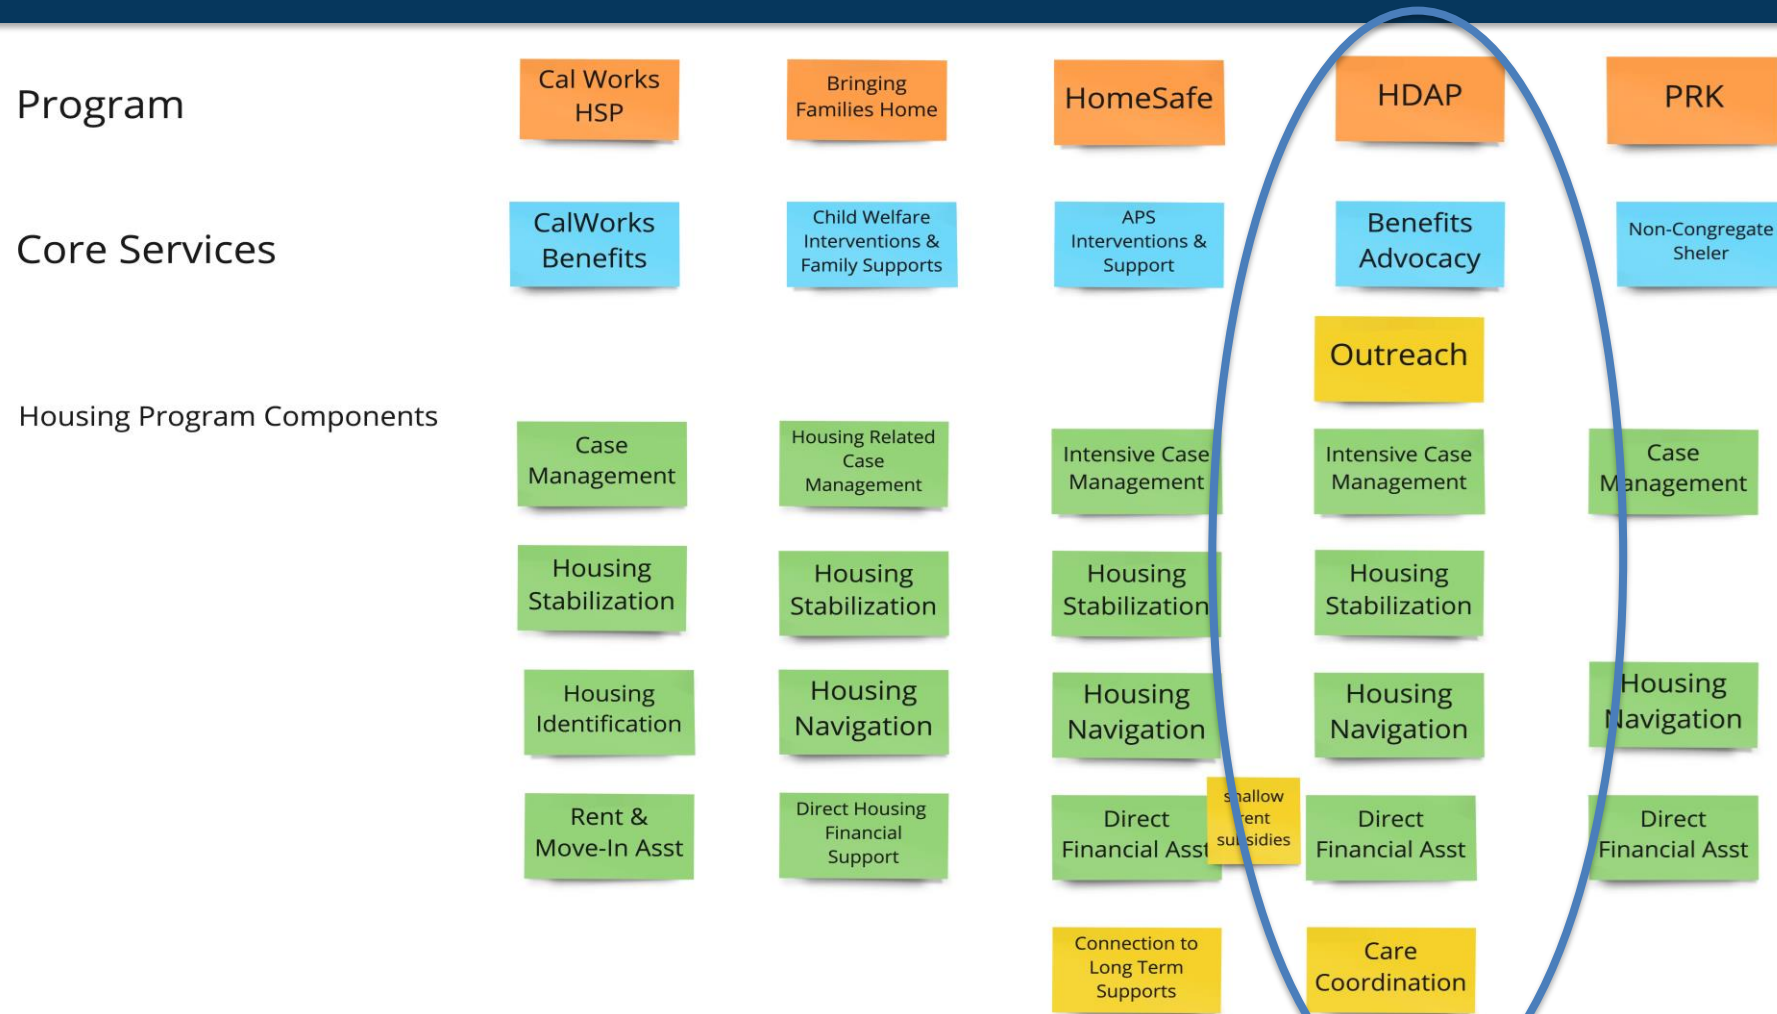 Program
Cal Works
HSP
Bringing
Families Home
HomeSafe
HDAP
PRK
Core Services
CalWorks
Benefits
Child Welfare
Interventions &
Family Supports
APS
Interventions &
Support
Benefits
Advocacy
Non-Congregate
Sheler
Outreach
Housing Program Components
Case
Management
Housing Related
Case
Management
Intensive Case
Management
Intensive Case
Management
Case
Management
Housing
Stabilization
Housing
Stabilization
Housing
Stabilization
Housing
Stabilization
Housing
Identification
Housing
Navigation
Housing
Navigation
Housing
Navigation
Housing
Navigation
Rent &
Move-In Asst
Direct Housing
Financial
Support
Direct
Financial Asst
shallow
rent
subsidies
Direct
Financial Asst
Direct
Financial Asst
Connection to
Long Term
Supports
Care
Coordination